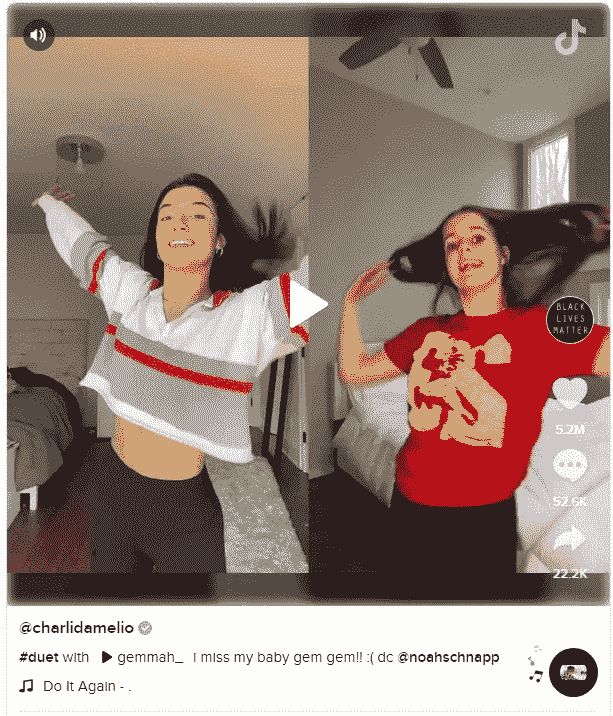 BLACK
LIVES
MATTER
5.2M
52.6K
22.2K
@charlidamelio
#duet with gemmah_ i miss my baby gem gem!! :( dc @noahschnapp
Do It Again - .